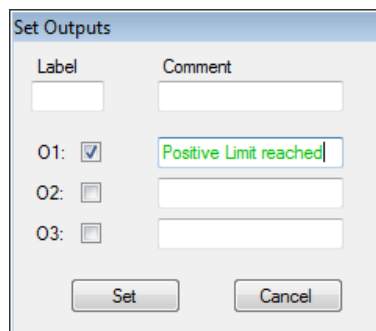 Set Outputs
Label Comment
O1: Positive Limit reached
O2:
O3:
Set Cancel